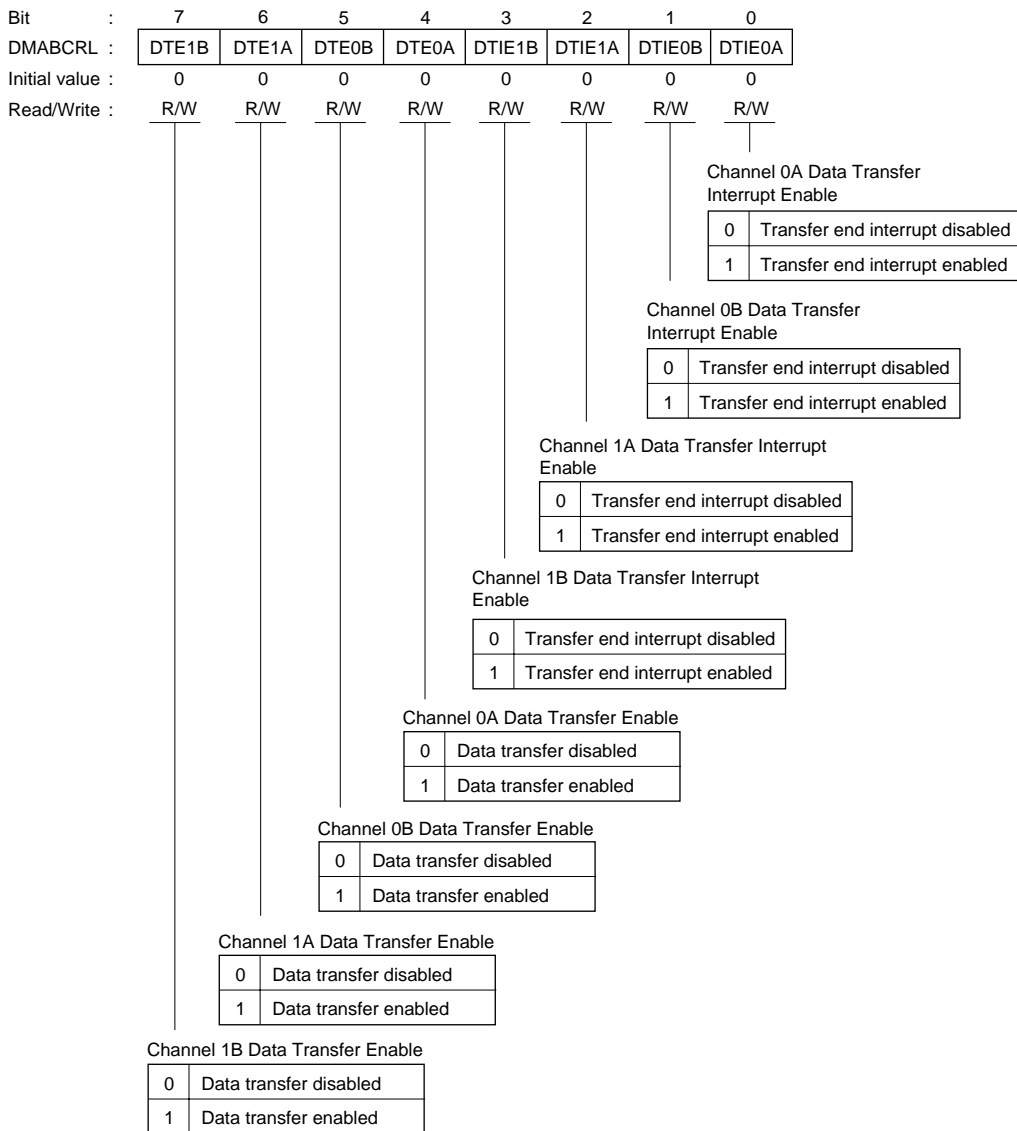 Bit : 7 6 5 4 3 2 1 0
DMABCRL : DTE1B DTE1A DTE0B DTE0A DTIE1B DTIE1A DTIE0B DTIE0A
Initial value : 0 0 0 0 0 0 0 0
Read/Write : R/W R/W R/W R/W R/W R/W R/W R/W
Channel 0A Data Transfer
Interrupt Enable
0 Transfer end interrupt disabled
1 Transfer end interrupt enabled
Channel 0B Data Transfer
Interrupt Enable
0 Transfer end interrupt disabled
1 Transfer end interrupt enabled
Channel 1A Data Transfer Interrupt
Enable
0 Transfer end interrupt disabled
1 Transfer end interrupt enabled
Channel 1B Data Transfer Interrupt
Enable
0 Transfer end interrupt disabled
1 Transfer end interrupt enabled
Channel 0A Data Transfer Enable
0 Data transfer disabled
1 Data transfer enabled
Channel 0B Data Transfer Enable
0 Data transfer disabled
1 Data transfer enabled
Channel 1A Data Transfer Enable
0 Data transfer disabled
1 Data transfer enabled
Channel 1B Data Transfer Enable
0 Data transfer disabled
1 Data transfer enabled